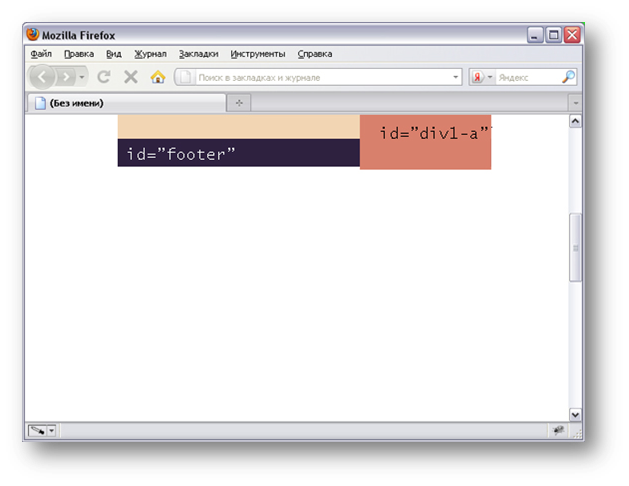 Mozilla Firefox
Файл Правка Вид Журнал Закладки Инструменты Справка
Поиск в закладках и журнале Яндекс
(Без имени)
id=”div1-a”
id=”footer”